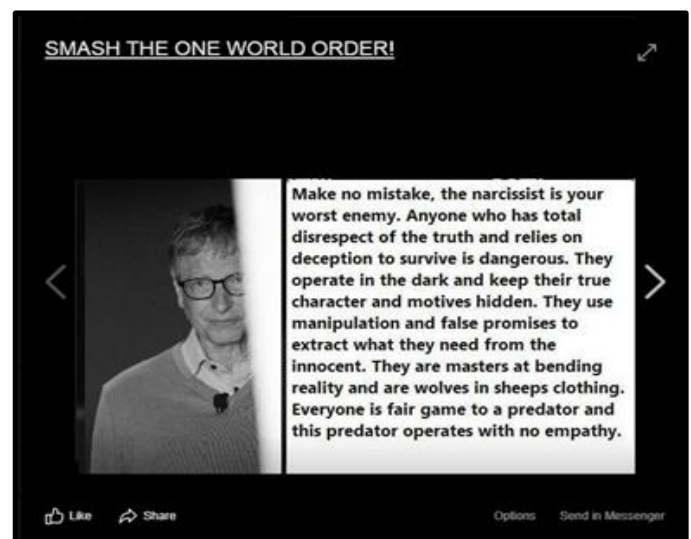 SMASH THE ONE WORLD ORDER!
Make no mistake, the narcissist is your
worst enemy. Anyone who has total
disrespect of the truth and relies on
deception to survive is dangerous. They
operate in the dark and keep their true
character and motives hidden. They use
manipulation and false promises to
extract what they need from the
innocent. They are masters at bending
reality and are wolves in sheeps clothing.
Everyone is fair game to a predator and
this predator operates with no empathy.
Like Share Options Send in Messenger